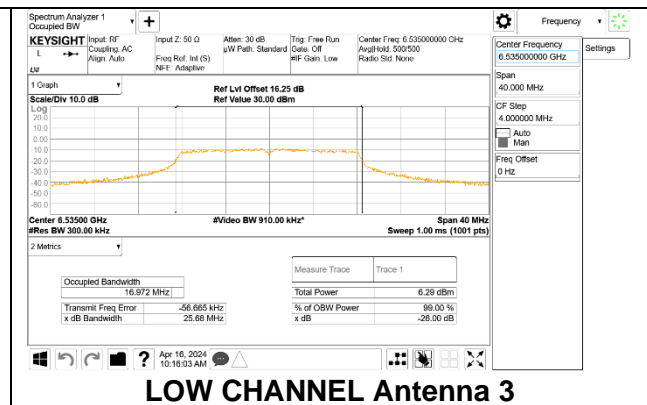 Spectrum Analyzer 1
Occupied BW
Frequency
KEYSIGHT
Input: RF
Coupling: AC
Align: Auto
Input Z: 50 Ω
Freq Ref: Int (S)
NFE: Adaptive
Atten: 30 dB
µW Path: Standard
Trig: Free Run
Gate: Off
#IF Gain: Low
Center Freq: 6.535000000 GHz
Avg|Hold: 500/500
Radio Std: None
Center Frequency
6.535000000 GHz
Settings
Span
40.000 MHz
CF Step
4.000000 MHz
Auto
Man
Freq Offset
0 Hz
1 Graph
Scale/Div 10.0 dB
Ref Lvl Offset 16.25 dB
Ref Value 30.00 dBm
Log
20.0
10.0
0.00
-10.0
-20.0
-30.0
-40.0
-50.0
-60.0
Center 6.53500 GHz
#Res BW 300.00 kHz
#Video BW 910.00 kHz*
Span 40 MHz
Sweep 1.00 ms (1001 pts)
2 Metrics
Measure Trace
Trace 1
Occupied Bandwidth
16.972 MHz
Total Power
6.29 dBm
Transmit Freq Error
-56.665 kHz
% of OBW Power
99.00 %
x dB Bandwidth
25.68 MHz
x dB
-26.00 dB
Apr 16, 2024
10:16:03 AM
LOW CHANNEL Antenna 3